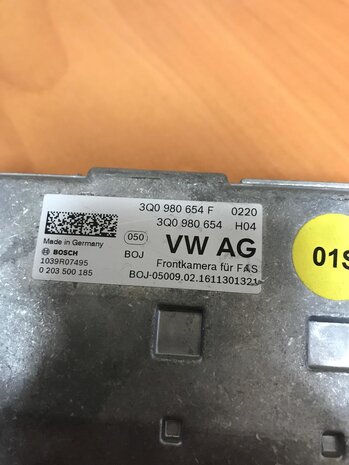 3Q0 980 654 F 0220
3Q0 980 654 H04
Made in Germany 050 VW AG
BOSCH BOJ
1039R07495 Frontkamera für FAS
0 203 500 185 BOJ-05009.02.1611301321
01S